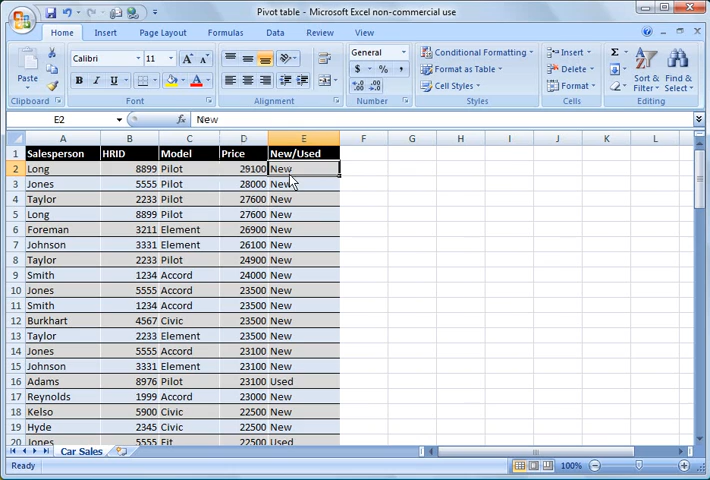 Pivot table - Microsoft Excel non-commercial use
Home Insert Page Layout Formulas Data Review View
Calibri 11 General Conditional Formatting Insert Σ
Paste B I U A $ % , Format as Table Delete Sort & Filter Find & Select
Cell Styles Format
Clipboard Font Alignment Number Styles Cells Editing
E2 fx New
A B C D E F G H I J K L
1 Salesperson HRID Model Price New/Used
2 Long 8899 Pilot 29100 New
3 Jones 5555 Pilot 28000 New
4 Taylor 2233 Pilot 27600 New
5 Long 8899 Pilot 27600 New
6 Foreman 3211 Element 26900 New
7 Johnson 3331 Element 26100 New
8 Taylor 2233 Pilot 24900 New
9 Smith 1234 Accord 24000 New
10 Jones 5555 Accord 23500 New
11 Smith 1234 Accord 23500 New
12 Burkhart 4567 Civic 23500 New
13 Taylor 2233 Element 23500 New
14 Jones 5555 Accord 23100 New
15 Johnson 3331 Element 23100 New
16 Adams 8976 Pilot 23100 Used
17 Reynolds 1999 Accord 23000 New
18 Kelso 5900 Civic 22500 New
19 Hyde 2345 Civic 22500 New
20 Jones 5555 Fit 22500 Used
Car Sales
Ready 100%